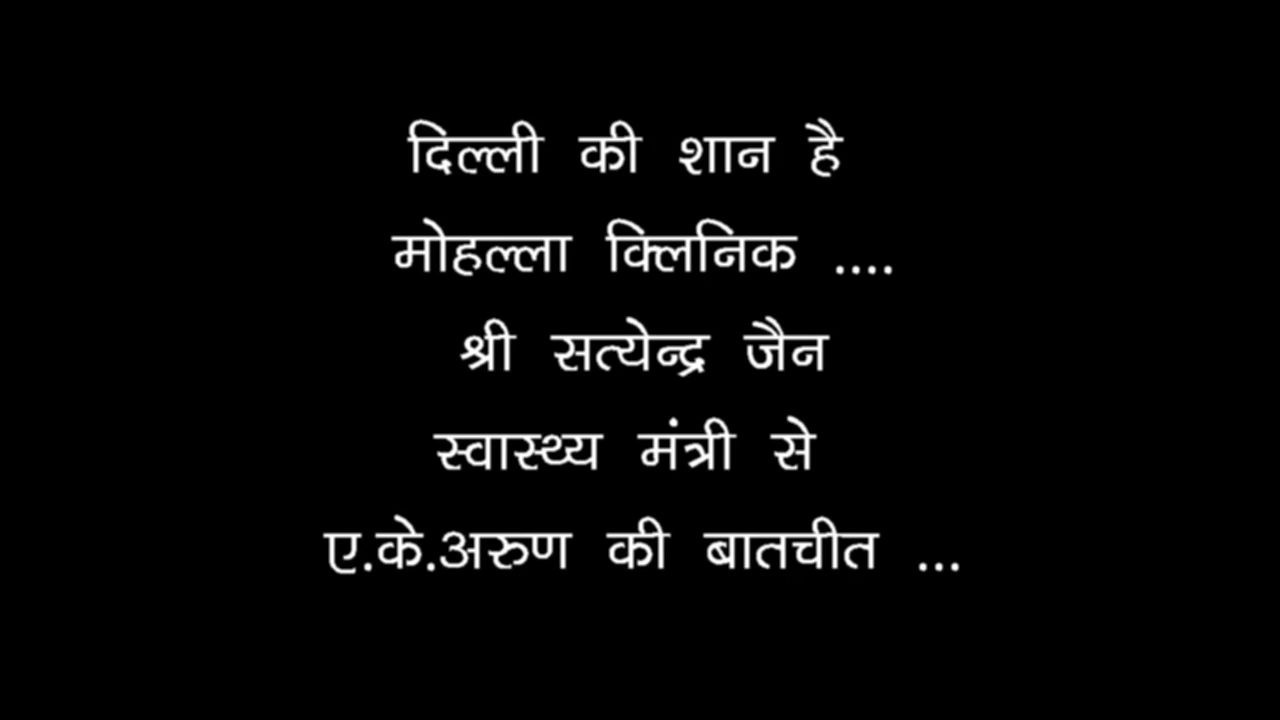 दिल्ली की शान है
मोहल्ला क्लिनिक ....
श्री सत्येन्द्र जैन
स्वास्थ्य मंत्री से
ए.के.अरुण की बातचीत ...